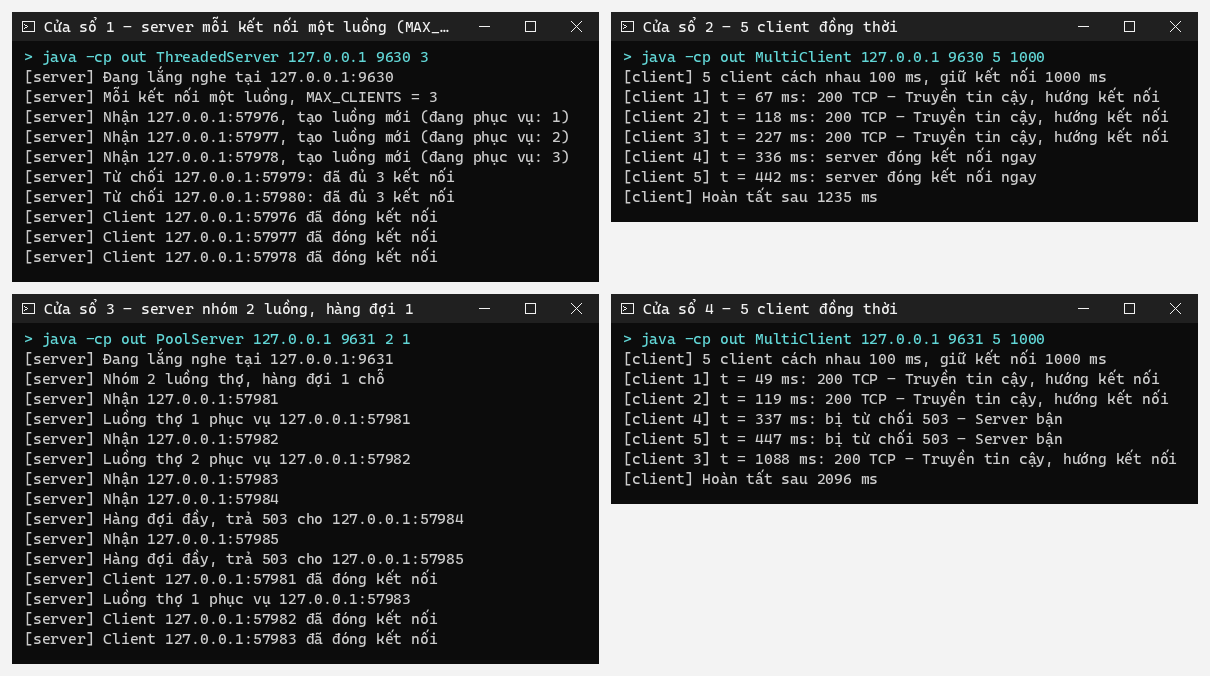 Cửa sổ 1 – server mỗi kết nối một luồng (MAX_…
> java -cp out ThreadedServer 127.0.0.1 9630 3
[server] Đang lắng nghe tại 127.0.0.1:9630
[server] Mỗi kết nối một luồng, MAX_CLIENTS = 3
[server] Nhận 127.0.0.1:57976, tạo luồng mới (đang phục vụ: 1)
[server] Nhận 127.0.0.1:57977, tạo luồng mới (đang phục vụ: 2)
[server] Nhận 127.0.0.1:57978, tạo luồng mới (đang phục vụ: 3)
[server] Từ chối 127.0.0.1:57979: đã đủ 3 kết nối
[server] Từ chối 127.0.0.1:57980: đã đủ 3 kết nối
[server] Client 127.0.0.1:57976 đã đóng kết nối
[server] Client 127.0.0.1:57977 đã đóng kết nối
[server] Client 127.0.0.1:57978 đã đóng kết nối
Cửa sổ 2 – 5 client đồng thời
> java -cp out MultiClient 127.0.0.1 9630 5 1000
[client] 5 client cách nhau 100 ms, giữ kết nối 1000 ms
[client 1] t = 67 ms: 200 TCP – Truyền tin cậy, hướng kết nối
[client 2] t = 118 ms: 200 TCP – Truyền tin cậy, hướng kết nối
[client 3] t = 227 ms: 200 TCP – Truyền tin cậy, hướng kết nối
[client 4] t = 336 ms: server đóng kết nối ngay
[client 5] t = 442 ms: server đóng kết nối ngay
[client] Hoàn tất sau 1235 ms
Cửa sổ 3 – server nhóm 2 luồng, hàng đợi 1
> java -cp out PoolServer 127.0.0.1 9631 2 1
[server] Đang lắng nghe tại 127.0.0.1:9631
[server] Nhóm 2 luồng thợ, hàng đợi 1 chỗ
[server] Nhận 127.0.0.1:57981
[server] Luồng thợ 1 phục vụ 127.0.0.1:57981
[server] Nhận 127.0.0.1:57982
[server] Luồng thợ 2 phục vụ 127.0.0.1:57982
[server] Nhận 127.0.0.1:57983
[server] Nhận 127.0.0.1:57984
[server] Hàng đợi đầy, trả 503 cho 127.0.0.1:57984
[server] Nhận 127.0.0.1:57985
[server] Hàng đợi đầy, trả 503 cho 127.0.0.1:57985
[server] Client 127.0.0.1:57981 đã đóng kết nối
[server] Luồng thợ 1 phục vụ 127.0.0.1:57983
[server] Client 127.0.0.1:57982 đã đóng kết nối
[server] Client 127.0.0.1:57983 đã đóng kết nối
Cửa sổ 4 – 5 client đồng thời
> java -cp out MultiClient 127.0.0.1 9631 5 1000
[client] 5 client cách nhau 100 ms, giữ kết nối 1000 ms
[client 1] t = 49 ms: 200 TCP – Truyền tin cậy, hướng kết nối
[client 2] t = 119 ms: 200 TCP – Truyền tin cậy, hướng kết nối
[client 4] t = 337 ms: bị từ chối 503 – Server bận
[client 5] t = 447 ms: bị từ chối 503 – Server bận
[client 3] t = 1088 ms: 200 TCP – Truyền tin cậy, hướng kết nối
[client] Hoàn tất sau 2096 ms